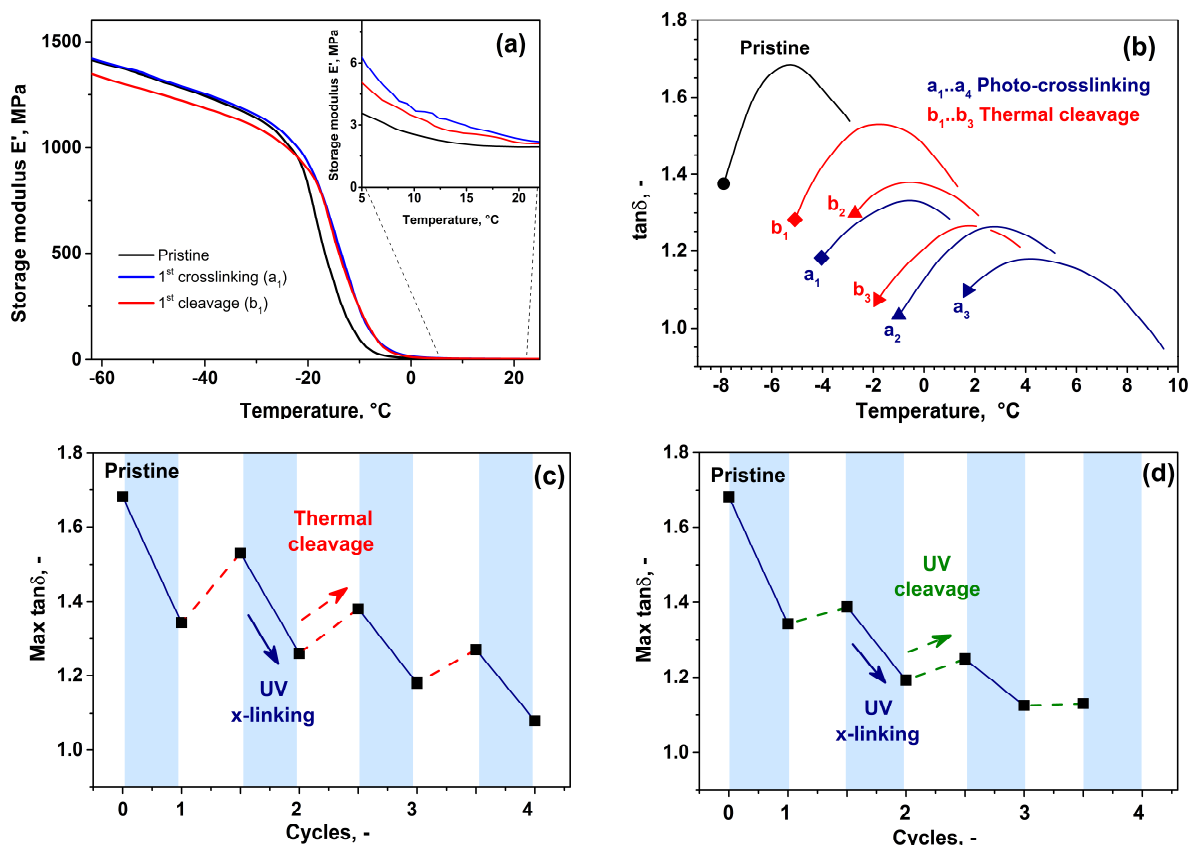 (a)
1500
1000
500
0
Storage modulus E', MPa
-60
-40
-20
0
20
Temperature, °C
Pristine
1st crosslinking (a1)
1st cleavage (b1)
Storage modulus E', MPa
6
3
0
5
10
15
20
Temperature, °C
(b)
1.8
1.6
1.4
1.2
1.0
tanδ, -
-8
-6
-4
-2
0
2
4
6
8
10
Temperature, °C
Pristine
a1..a4 Photo-crosslinking
b1..b3 Thermal cleavage
b1
b2
a1
b3
a2
a3
(c)
1.8
1.6
1.4
1.2
1.0
Max tanδ, -
0
1
2
3
4
Cycles, -
Pristine
Thermal
cleavage
UV
x-linking
(d)
1.8
1.6
1.4
1.2
1.0
Max tanδ, -
0
1
2
3
4
Cycles, -
Pristine
UV
cleavage
UV
x-linking